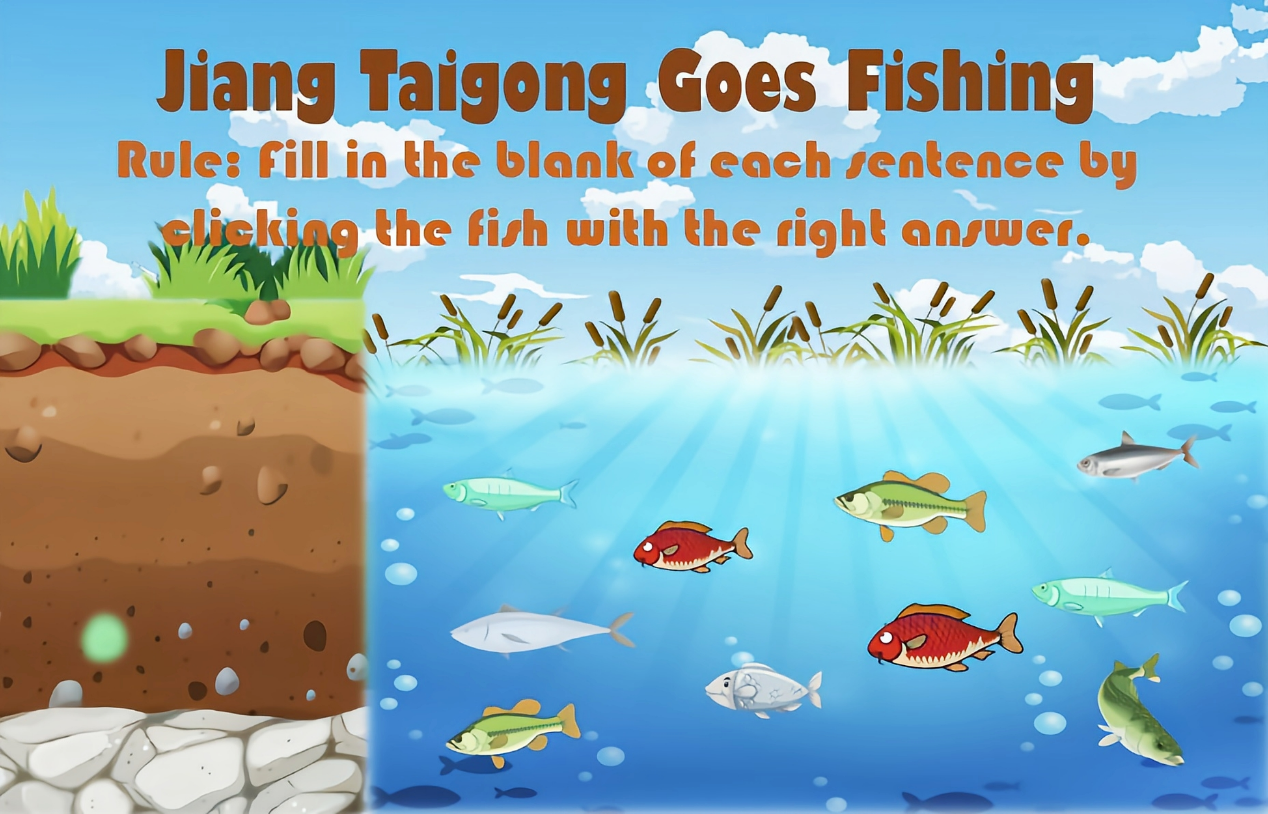 Jiang Taigong Goes Fishing
Rule: Fill in the blank of each sentence by
clicking the fish with the right answer.